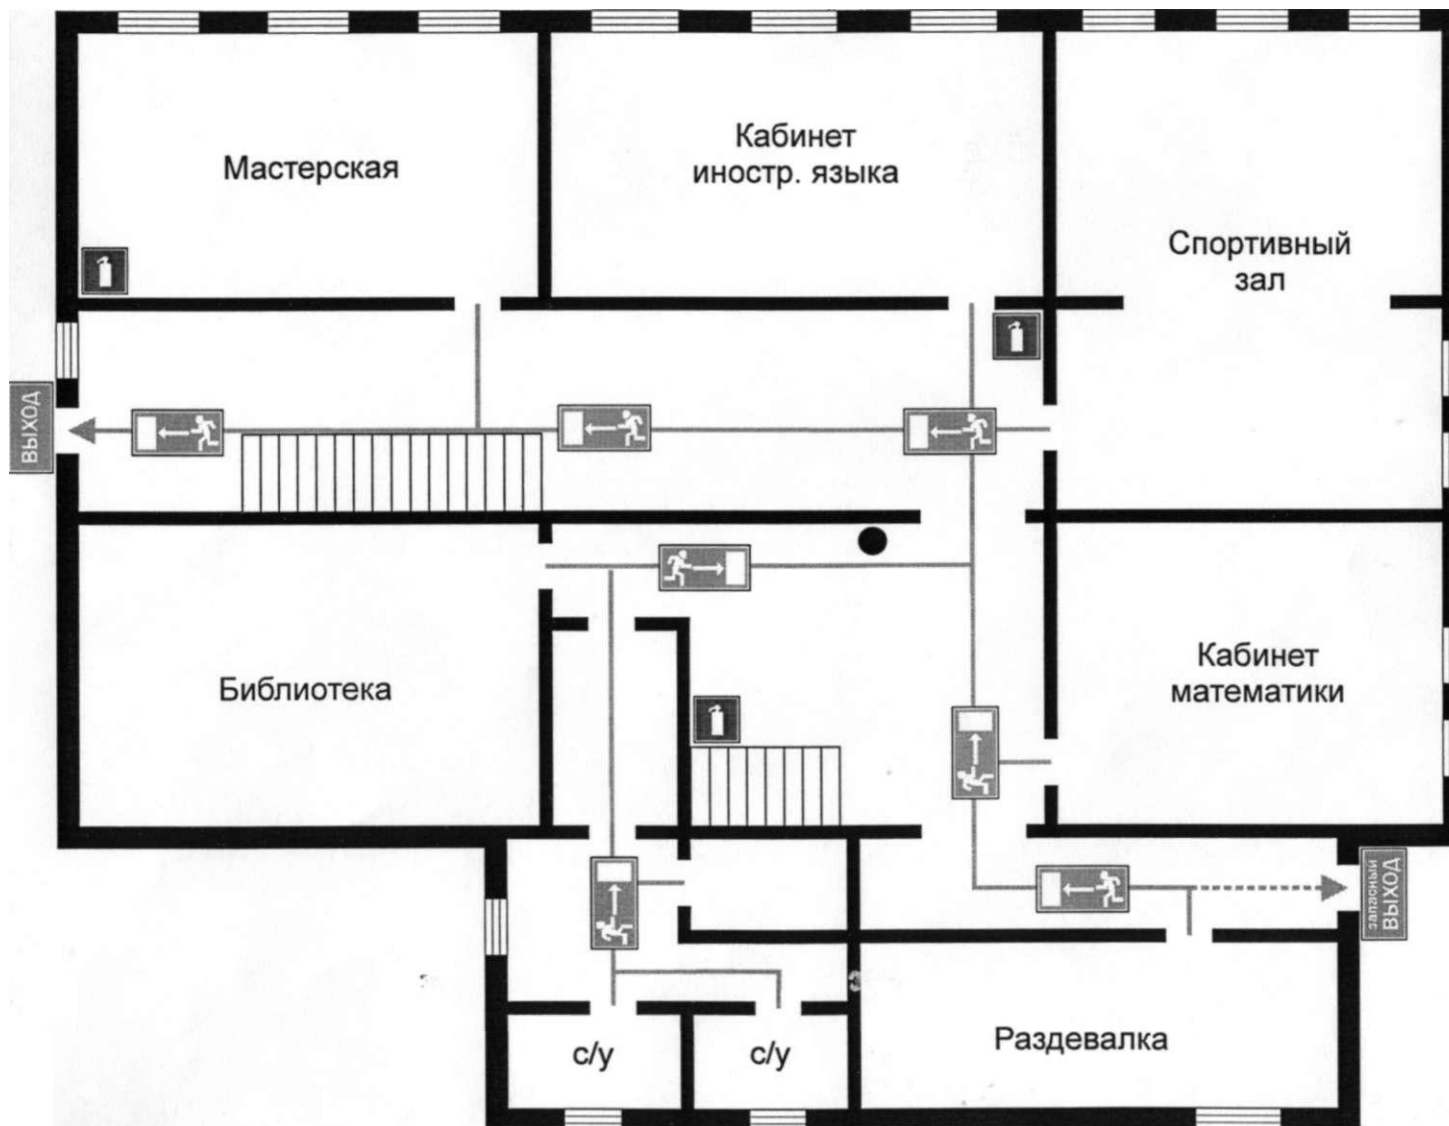 Мастерская
Кабинет
иностр. языка
Спортивный
зал
ВЫХОД
Библиотека
Кабинет
математики
запасный
ВЫХОД
Раздевалка
с/у
с/у